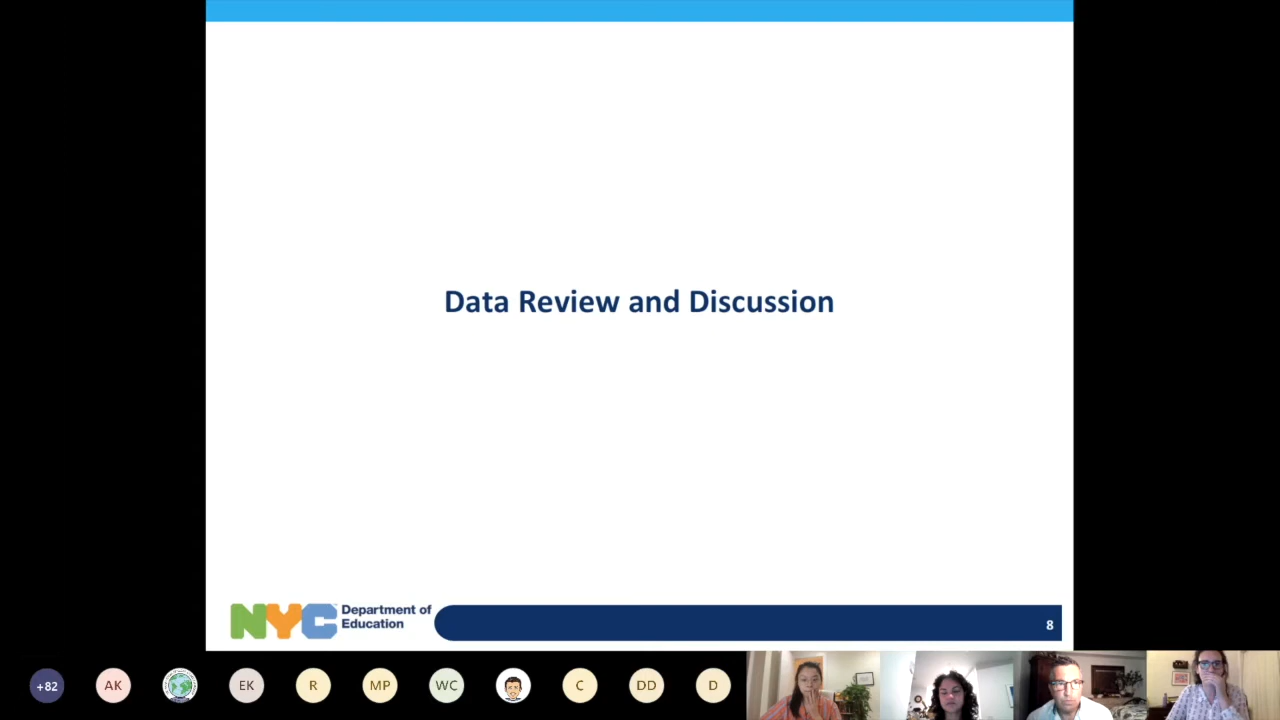 Data Review and Discussion
NYC
Department of
Education
8
+82
AK
EK
R
MP
WC
C
DD
D